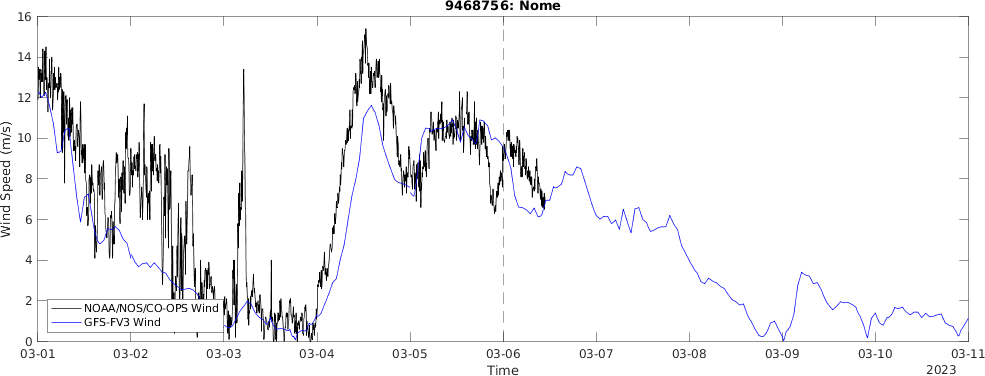 9468756: Nome
Wind Speed (m/s)
16
14
12
10
8
6
4
2
0
NOAA/NOS/CO-OPS Wind
GFS-FV3 Wind
03-01 03-02 03-03 03-04 03-05 03-06 03-07 03-08 03-09 03-10 03-11
Time
2023